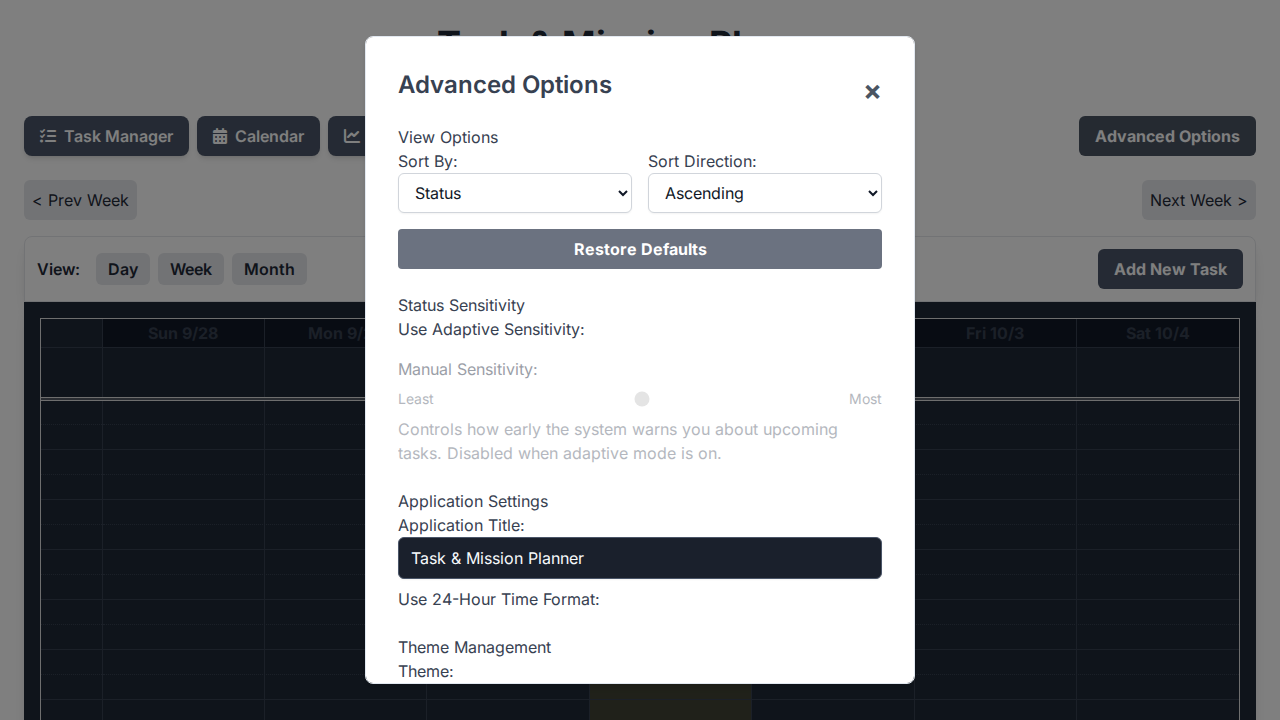 Advanced Options
×
Task Manager
Calendar
Advanced Options
View Options
Sort By:
Sort Direction:
Status
Ascending
< Prev Week
Next Week >
Restore Defaults
View:
Day
Week
Month
Add New Task
Status Sensitivity
Use Adaptive Sensitivity:
Sun 9/28
Mon 9/
Fri 10/3
Sat 10/4
Manual Sensitivity:
Least
Most
Controls how early the system warns you about upcoming
tasks. Disabled when adaptive mode is on.
Application Settings
Application Title:
Task & Mission Planner
Use 24-Hour Time Format:
Theme Management
Theme: